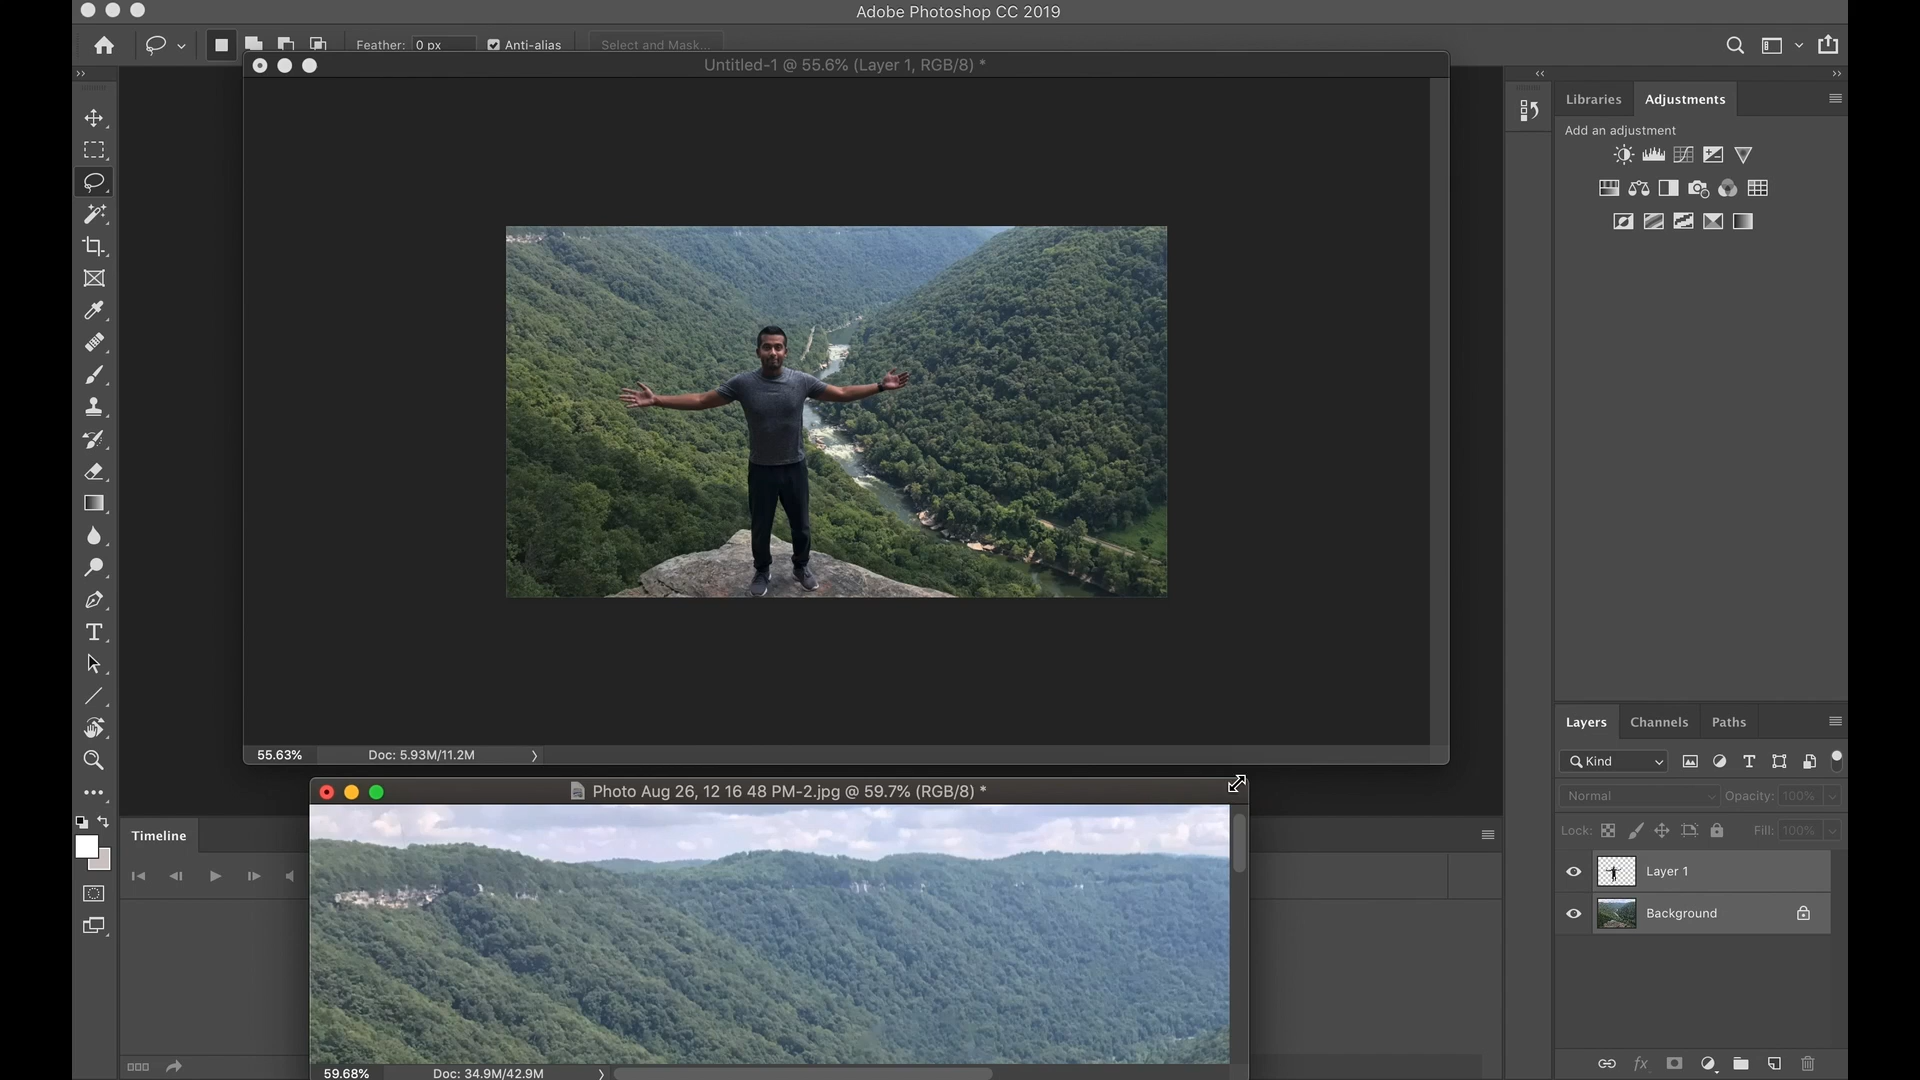 Adobe Photoshop CC 2019
Feather: 0 px Anti-alias Select and Mask...
Untitled-1 @ 55.6% (Layer 1, RGB/8) *
Libraries Adjustments
Add an adjustment
55.63% Doc: 5.93M/11.2M
Layers Channels Paths
Kind
Normal Opacity: 100%
Lock: Fill: 100%
Layer 1
Background
Photo Aug 26, 12 16 48 PM-2.jpg @ 59.7% (RGB/8) *
Timeline
59.68% Doc: 34.9M/42.9M